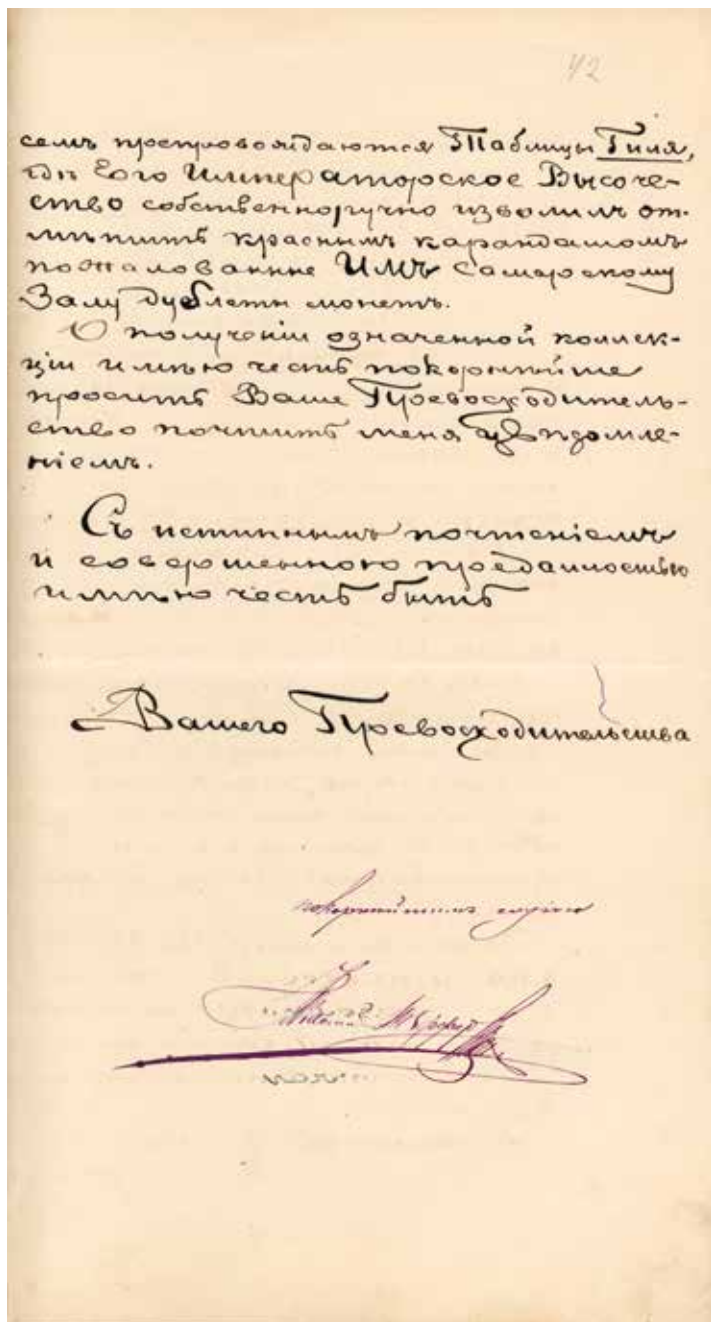 42
семъ препровождаются Таблицы Гиля,
гдѣ Его Императорское Высоче-
ство собственноручно изволилъ от-
мѣтить краснымъ карандашомъ
пожалованные ИМЪ Самарскому
Залу дублеты монетъ.
О полученіи означенной коллек-
ціи имѣю честь покорнѣйше
просить Ваше Превосходитель-
ство почтить меня увѣдомле-
ніемъ.
Съ истиннымъ почтеніемъ
и совершенною преданностью
имѣю честь быть
Вашего Превосходительства
покорнѣйшимъ слугою